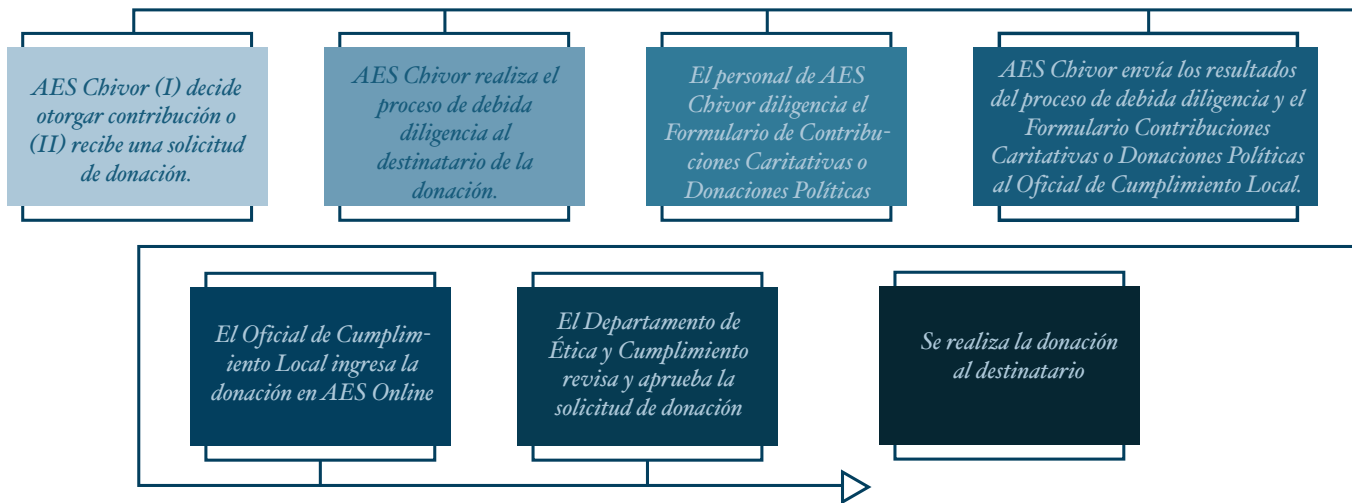 AES Chivor (I) decide
otorgar contribución o
(II) recibe una solicitud
de donación.
AES Chivor realiza el
proceso de debida
diligencia al
destinatario de la
donación.
El personal de AES
Chivor diligencia el
Formulario de Contribu-
ciones Caritativas o
Donaciones Políticas
AES Chivor envía los resultados
del proceso de debida diligencia y el
Formulario Contribuciones
Caritativas o Donaciones Políticas
al Oficial de Cumplimiento Local.
El Oficial de Cumplim-
iento Local ingresa la
donación en AES Online
El Departamento de
Ética y Cumplimiento
revisa y aprueba la
solicitud de donación
Se realiza la donación
al destinatario